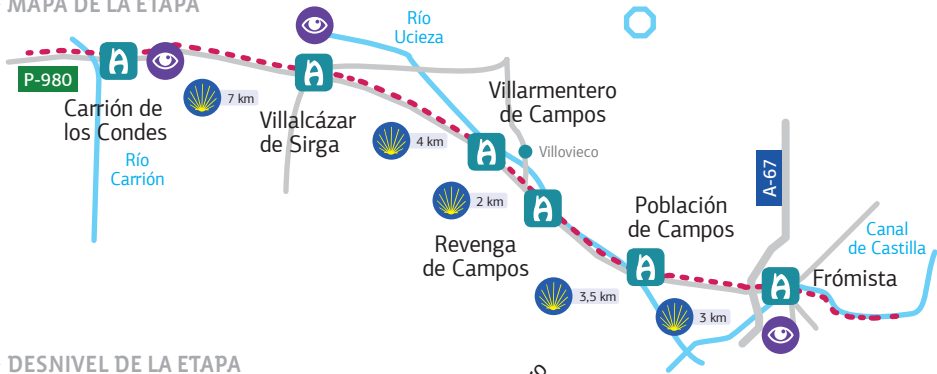 MAPA DE LA ETAPA
Río
Ucieza
P-980
Carrión de
los Condes
7 km
Villalcázar
de Sirga
Villarmentero
de Campos
4 km
Villovieco
Río
Carrión
2 km
A-67
Población
de Campos
Revenga
de Campos
Canal
de Castilla
Frómista
3,5 km
3 km
DESNIVEL DE LA ETAPA